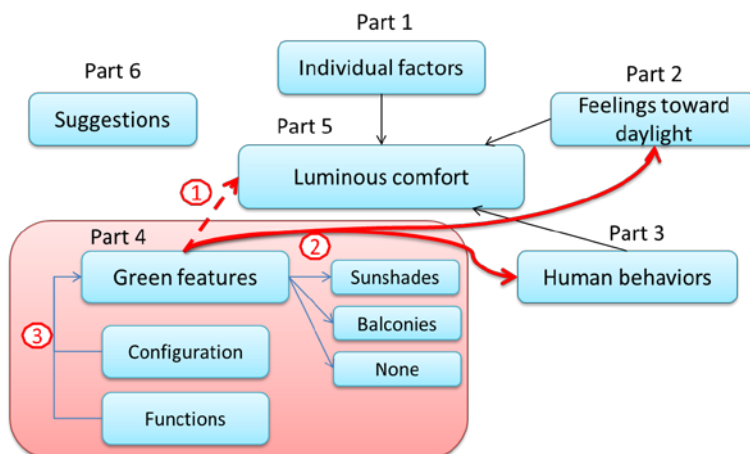 Part 1
Individual factors
Part 6
Suggestions
Part 2
Feelings toward
daylight
Part 5
Luminous comfort
1
Part 4
Green features
2
Sunshades
Part 3
Human behaviors
3
Configuration
Balconies
None
Functions